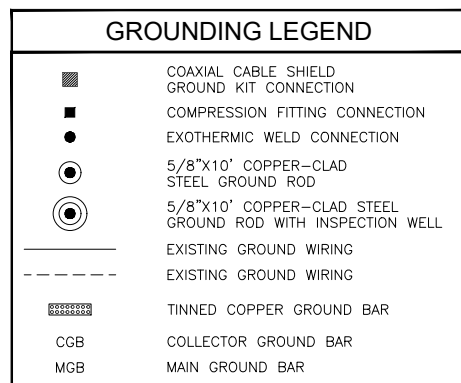 GROUNDING LEGEND
COAXIAL CABLE SHIELD
GROUND KIT CONNECTION
COMPRESSION FITTING CONNECTION
EXOTHERMIC WELD CONNECTION
5/8"X10' COPPER-CLAD
STEEL GROUND ROD
5/8"X10' COPPER-CLAD STEEL
GROUND ROD WITH INSPECTION WELL
EXISTING GROUND WIRING
EXISTING GROUND WIRING
TINNED COPPER GROUND BAR
CGB COLLECTOR GROUND BAR
MGB MAIN GROUND BAR